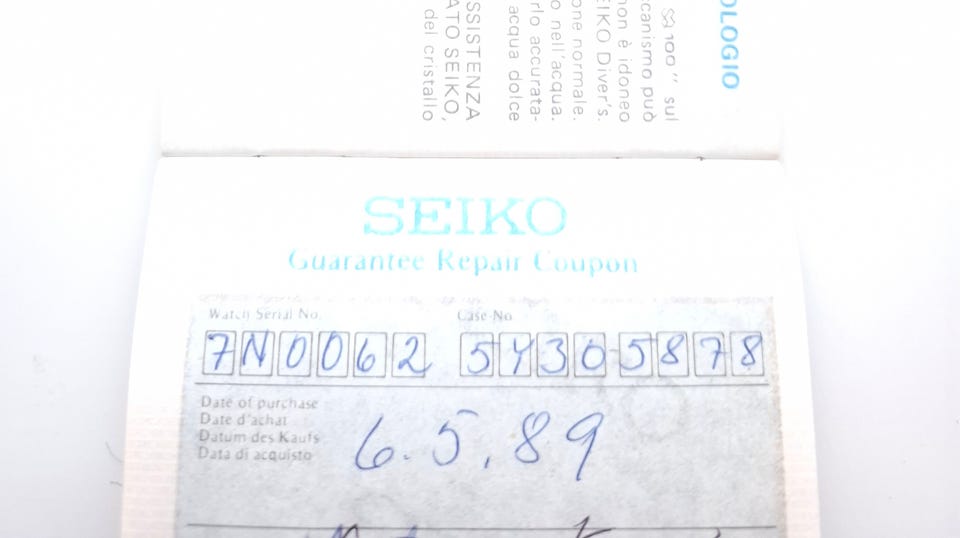 OLOGIO
100" sul
canismo può
non è idoneo
EIKO Diver's.
one normale.
o nell'acqua.
rlo accurata-
acqua dolce
SSISTENZA
ATO SEIKO,
del cristallo
SEIKO
Guarantee Repair Coupon
Watch Serial No. Case No
7N0062 5Y305878
Date of purchase
Date d'achat
Datum des Kaufs
Data di acquisto
6.5.89